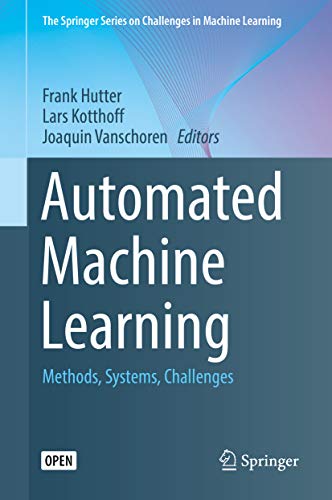 The Springer Series on Challenges in Machine Learning
Frank Hutter
Lars Kotthoff
Joaquin Vanschoren Editors
Automated
Machine
Learning
Methods, Systems, Challenges
OPEN
Springer